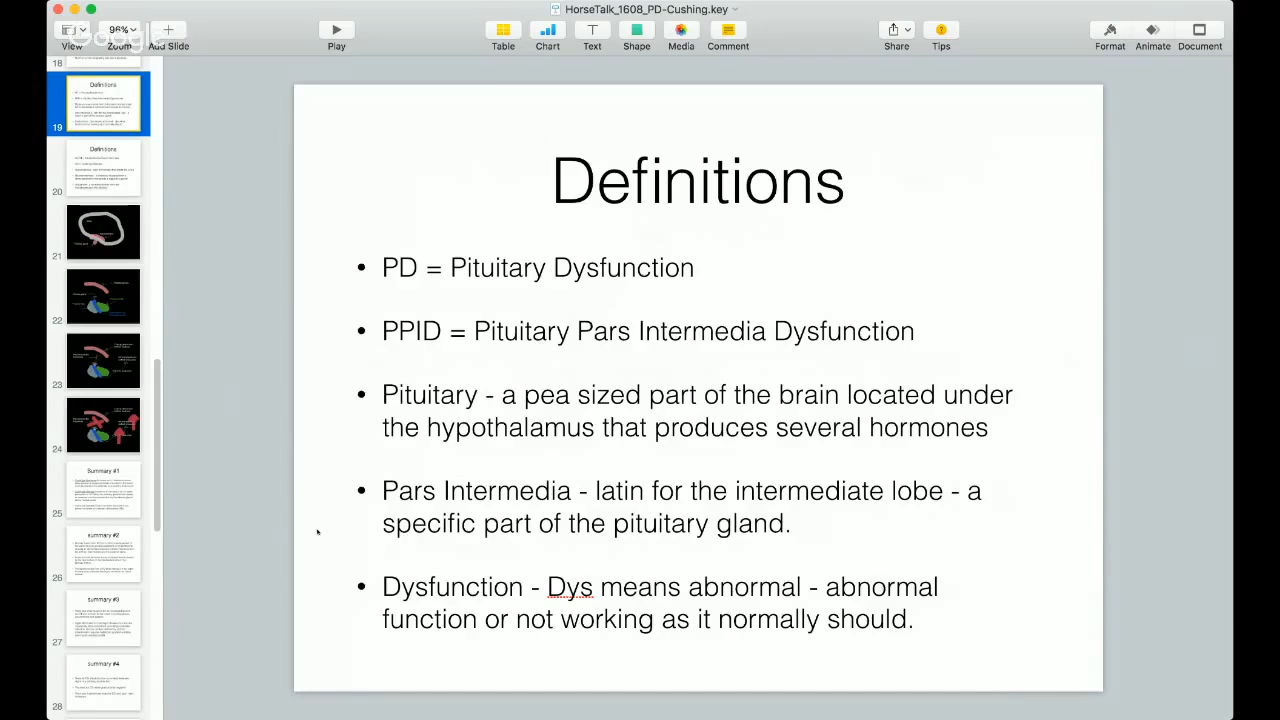 HorseTalk_1608_PD-Cushing.key
Google
96%
View Zoom Add Slide Play Table Chart Text Shape Media Comment Share Tips Format Animate Document
18
Definitions
19
Definitions
20
21
22
23
24
Summary #1
25
summary #2
26
summary #3
27
summary #4
28
Definitions
• PD = Pituitary Dysfunction
• PPID = Pituitary Pars Intermedia Dysfunction
• Pituitary - a pea sized part of the brain located under
the hypothalamus that produces several hormones
Pars Intermedia - latin for the intermediate lobe - a
specific part of the pituitary gland.
• Dysfunction - Dys means abnormal - abnormal
function or not working as it normally should.